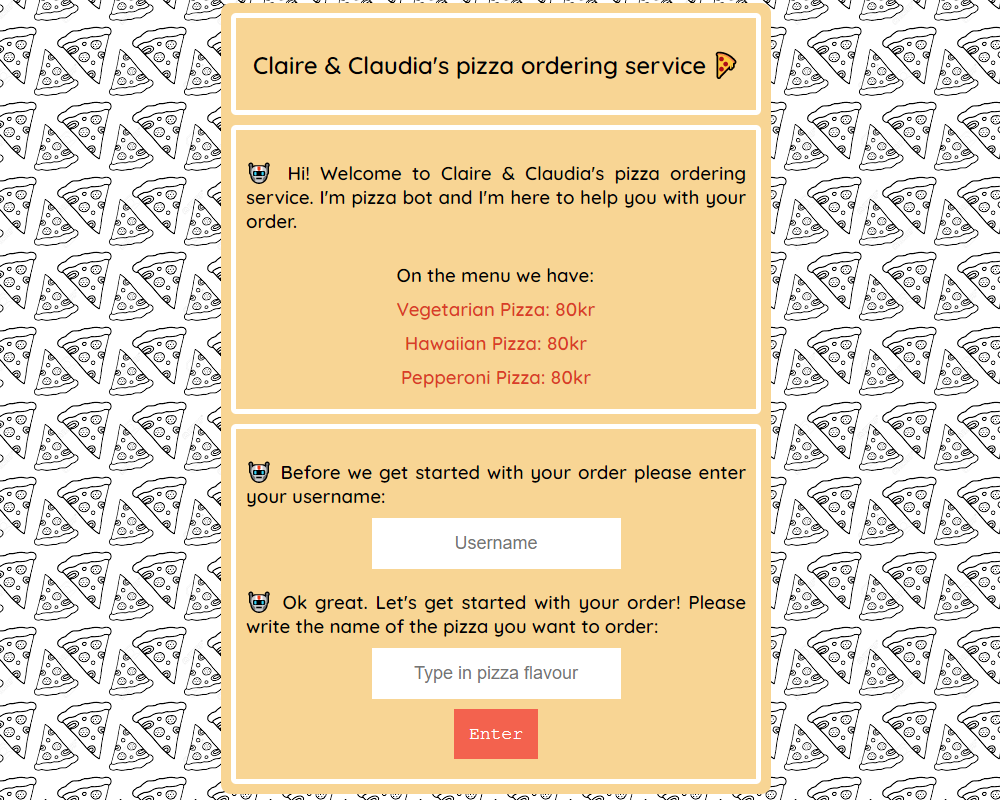 Claire & Claudia's pizza ordering service 🍕
🤖 Hi! Welcome to Claire & Claudia's pizza ordering
service. I'm pizza bot and I'm here to help you with your
order.
On the menu we have:
Vegetarian Pizza: 80kr
Hawaiian Pizza: 80kr
Pepperoni Pizza: 80kr
🤖 Before we get started with your order please enter
your username:
Username
🤖 Ok great. Let's get started with your order! Please
write the name of the pizza you want to order:
Type in pizza flavour
Enter